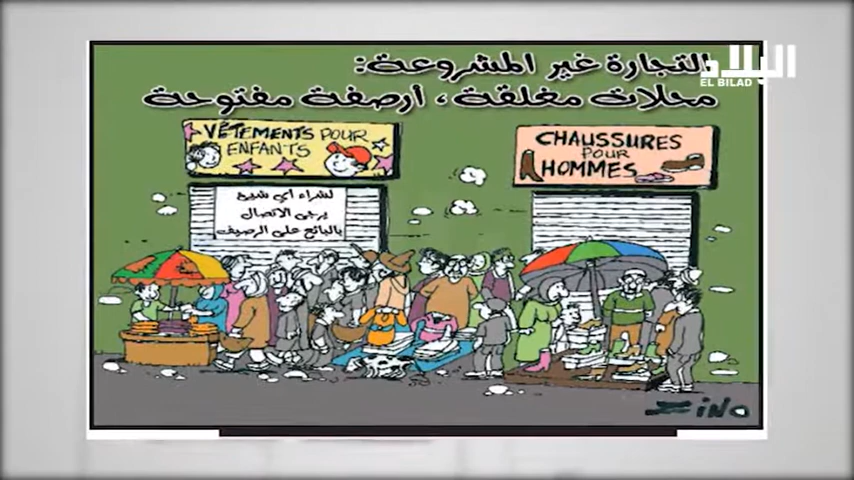 التجارة غير المشروعة:
محلات مغلقة، أرصفة مفتوحة
البلاد
EL BILAD
VÊTEMENTS POUR
ENFANTS
CHAUSSURES
POUR
HOMMES
لشراء أي شيء
يرجى الاتصال
بالبائع على الرصيف
ZINO